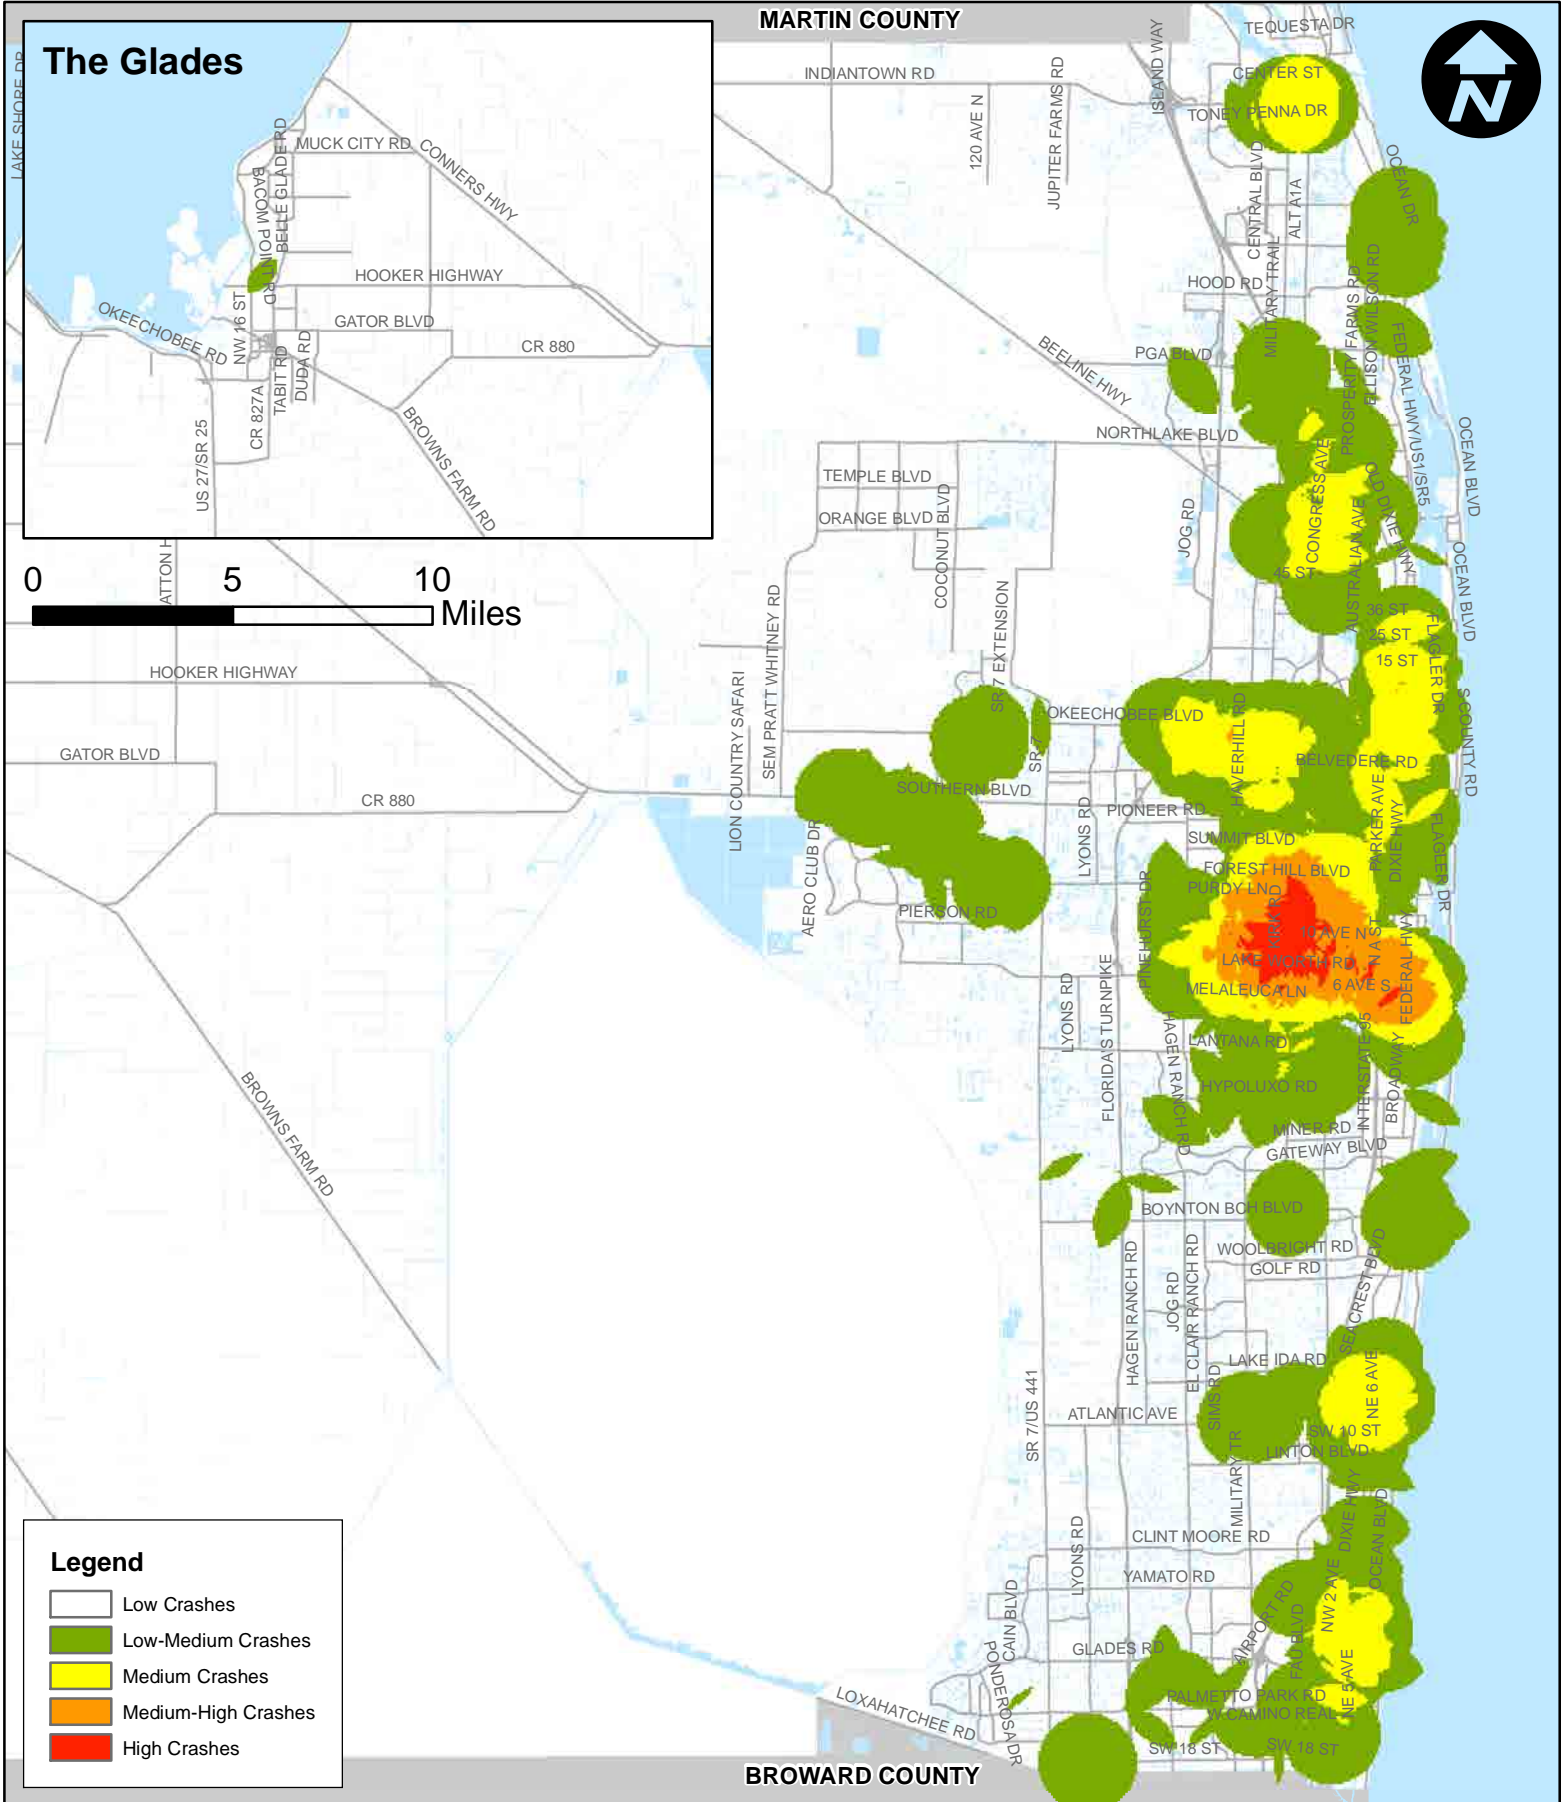 MARTIN COUNTY
TEQUESTA DR
The Glades
LAKE SHORE DR
INDIANTOWN RD
ISLAND WAY
CENTER ST
N
120 AVE N
JUPITER FARMS RD
TONEY PENNA DR
MUCK CITY RD
CONNERS HWY
BELLE GLADE RD
BACOM POINT RD
CENTRAL BLVD
ALT A1A
OCEAN DR
HOOKER HIGHWAY
HOOD RD
MILITARY TRAIL
PROSPERITY FARMS RD
ELLISON WILSON RD
OKEECHOBEE RD
NW 16 ST
GATOR BLVD
CR 880
TABIT RD
DUDA RD
BEELINE HWY
PGA BLVD
FEDERAL HWY/US1/SR5
CR 827A
US 27/SR 25
BROWNS FARM RD
NORTHLAKE BLVD
OCEAN BLVD
TEMPLE BLVD
ORANGE BLVD
COCONUT BLVD
JOG RD
CONGRESS AVE
OLD DIXIE HWY
AUSTRALIAN AVE
45 ST
OCEAN BLVD
0
5
10
Miles
ATTON H
SEM PRATT WHITNEY RD
SR 7 EXTENSION
36 ST
25 ST
15 ST
FLAGLER DR
HOOKER HIGHWAY
LION COUNTRY SAFARI
OKEECHOBEE BLVD
HAVERHILL RD
S COUNTY RD
SR 7
GATOR BLVD
BELVEDERE RD
CR 880
SOUTHERN BLVD
LYONS RD
PIONEER RD
PARKER AVE
DIXIE HWY
FLAGLER DR
AERO CLUB DR
SUMMIT BLVD
FOREST HILL BLVD
PURDY LN
KIRK RD
PINEHURST DR
PIERSON RD
10 AVE N
N A ST
FEDERAL HWY
LAKE WORTH RD
6 AVE S
MELALEUCA LN
LYONS RD
FLORIDA'S TURNPIKE
HAGEN RANCH RD
LANTANA RD
INTERSTATE 95
BROADWAY
HYPOLUXO RD
BROWNS FARM RD
MINER RD
GATEWAY BLVD
BOYNTON BCH BLVD
WOOLBRIGHT RD
GOLF RD
SEACREST BLVD
HAGEN RANCH RD
JOG RD
EL CLAIR RANCH RD
LAKE IDA RD
NE 6 AVE
SIMS RD
SR 7/US 441
ATLANTIC AVE
SW 10 ST
LINTON BLVD
MILITARY TR
DIXIE HWY
OCEAN BLVD
CLINT MOORE RD
LYONS RD
YAMATO RD
NW 2 AVE
CAIN BLVD
AIRPORT RD
FAU BLVD
GLADES RD
PONDEROSA DR
NE 5 AVE
PALMETTO PARK RD
W CAMINO REAL
LOXAHATCHEE RD
SW 18 ST
SW 18 ST
Legend
Low Crashes
Low-Medium Crashes
Medium Crashes
Medium-High Crashes
High Crashes
BROWARD COUNTY